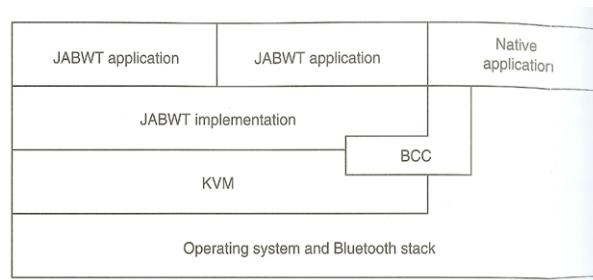 JABWT application
JABWT application
Native
application
JABWT implementation
BCC
KVM
Operating system and Bluetooth stack